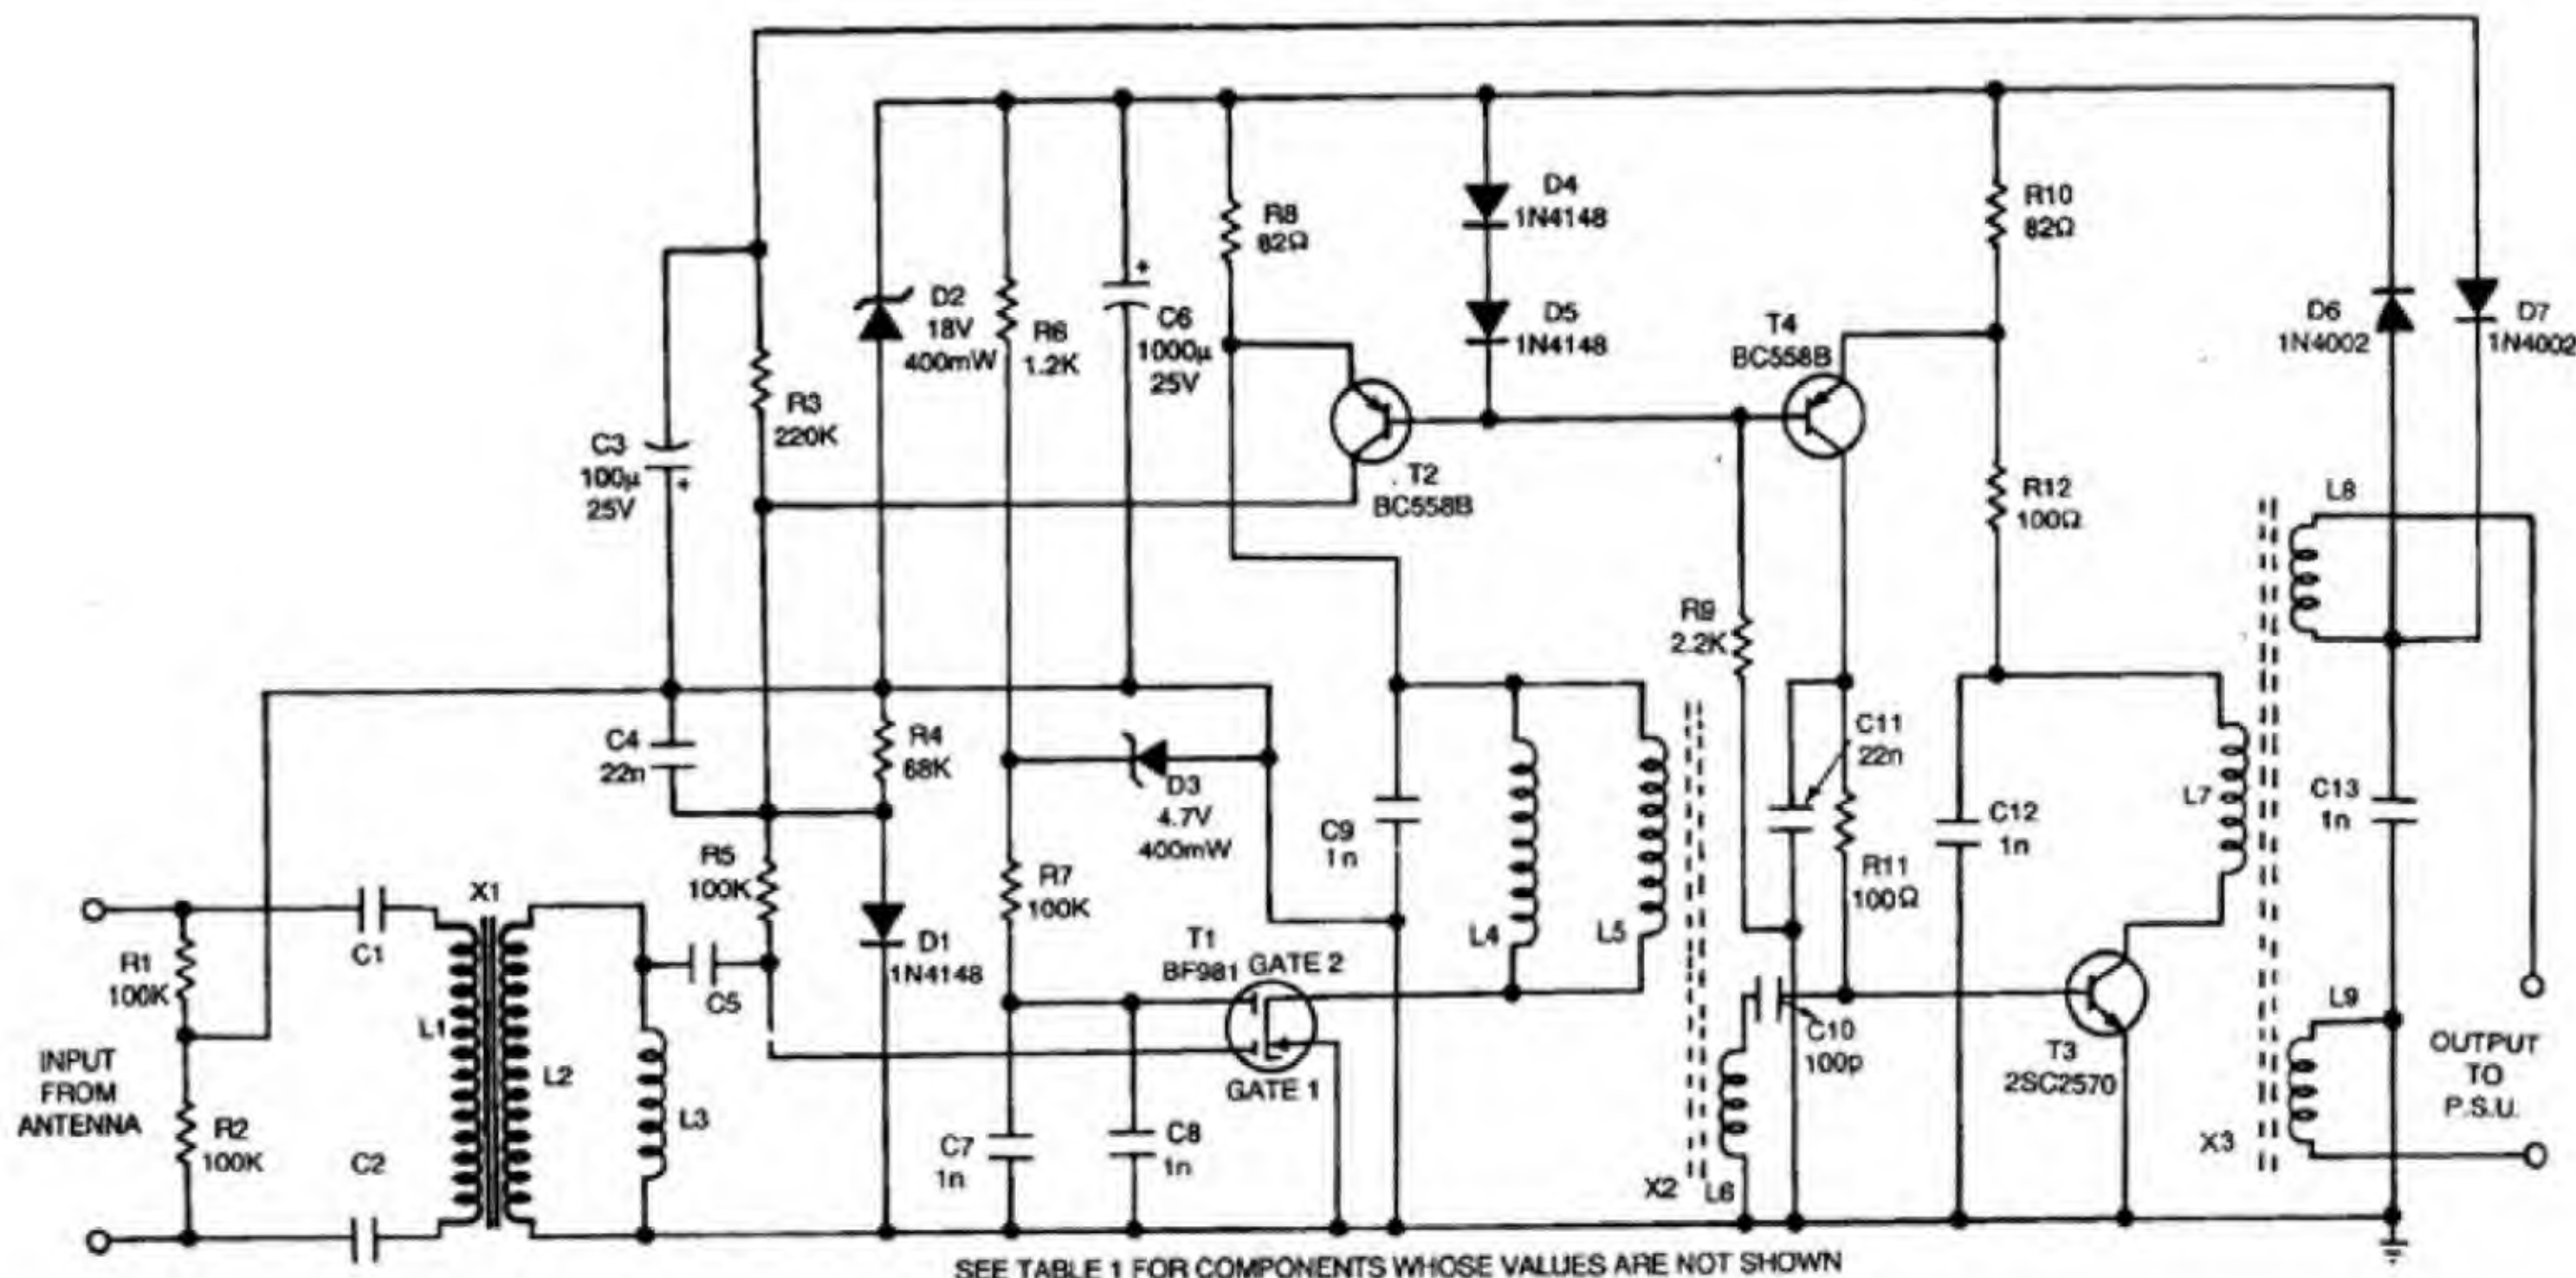 D4
1N4148
R10
82Ω
R8
82Ω
D2
18V
400mW
R6
1.2K
C6
1000µ
25V
+
D5
1N4148
T4
BC558B
D6
1N4002
D7
1N4002
R3
220K
C3
100µ
25V
+
T2
BC558B
R12
100Ω
L8
R9
2.2K
C4
22n
R4
68K
C11
22n
D3
4.7V
400mW
C9
1n
L7
C13
1n
C12
1n
R5
100K
R7
100K
R11
100Ω
X1
C1
R1
100K
D1
1N4148
T1
BF981
GATE 2
L4
L5
C5
L1
L9
C10
100p
T3
2SC2570
OUTPUT
TO
P.S.U.
INPUT
FROM
ANTENNA
L2
GATE 1
L3
R2
100K
C2
C7
1n
C8
1n
X2
L6
X3
SEE TABLE 1 FOR COMPONENTS WHOSE VALUES ARE NOT SHOWN